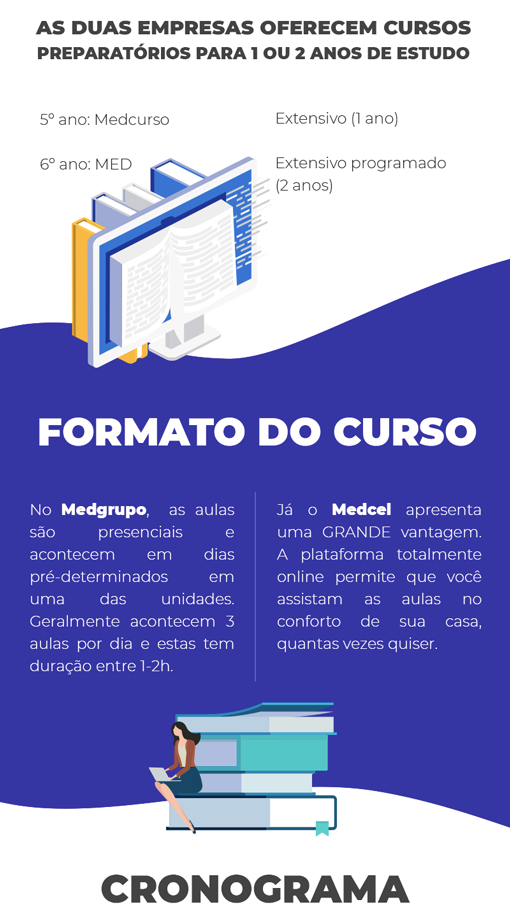 AS DUAS EMPRESAS OFERECEM CURSOS
PREPARATÓRIOS PARA 1 OU 2 ANOS DE ESTUDO
5º ano: Medcurso
6º ano: MED
Extensivo (1 ano)
Extensivo programado
(2 anos)
FORMATO DO CURSO
No Medgrupo, as aulas
são presenciais e
acontecem em dias
pré-determinados em
uma das unidades.
Geralmente acontecem 3
aulas por dia e estas tem
duração entre 1-2h.
Já o Medcel apresenta
uma GRANDE vantagem.
A plataforma totalmente
online permite que você
assistam as aulas no
conforto de sua casa,
quantas vezes quiser.
CRONOGRAMA